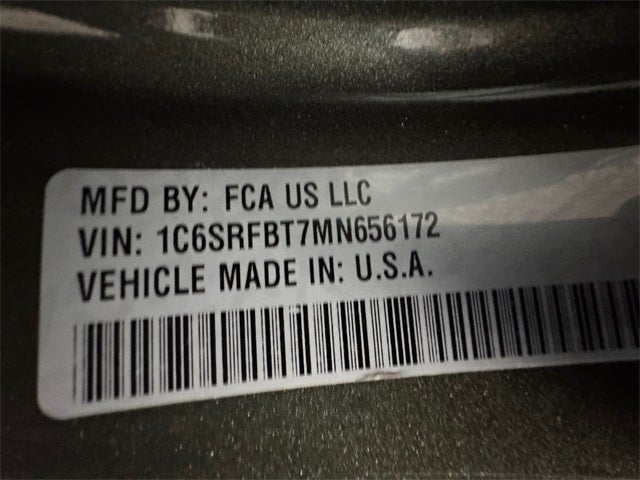 MFD BY: FCA US LLC
VIN: 1C6SRFBT7MN656172
VEHICLE MADE IN: U.S.A.